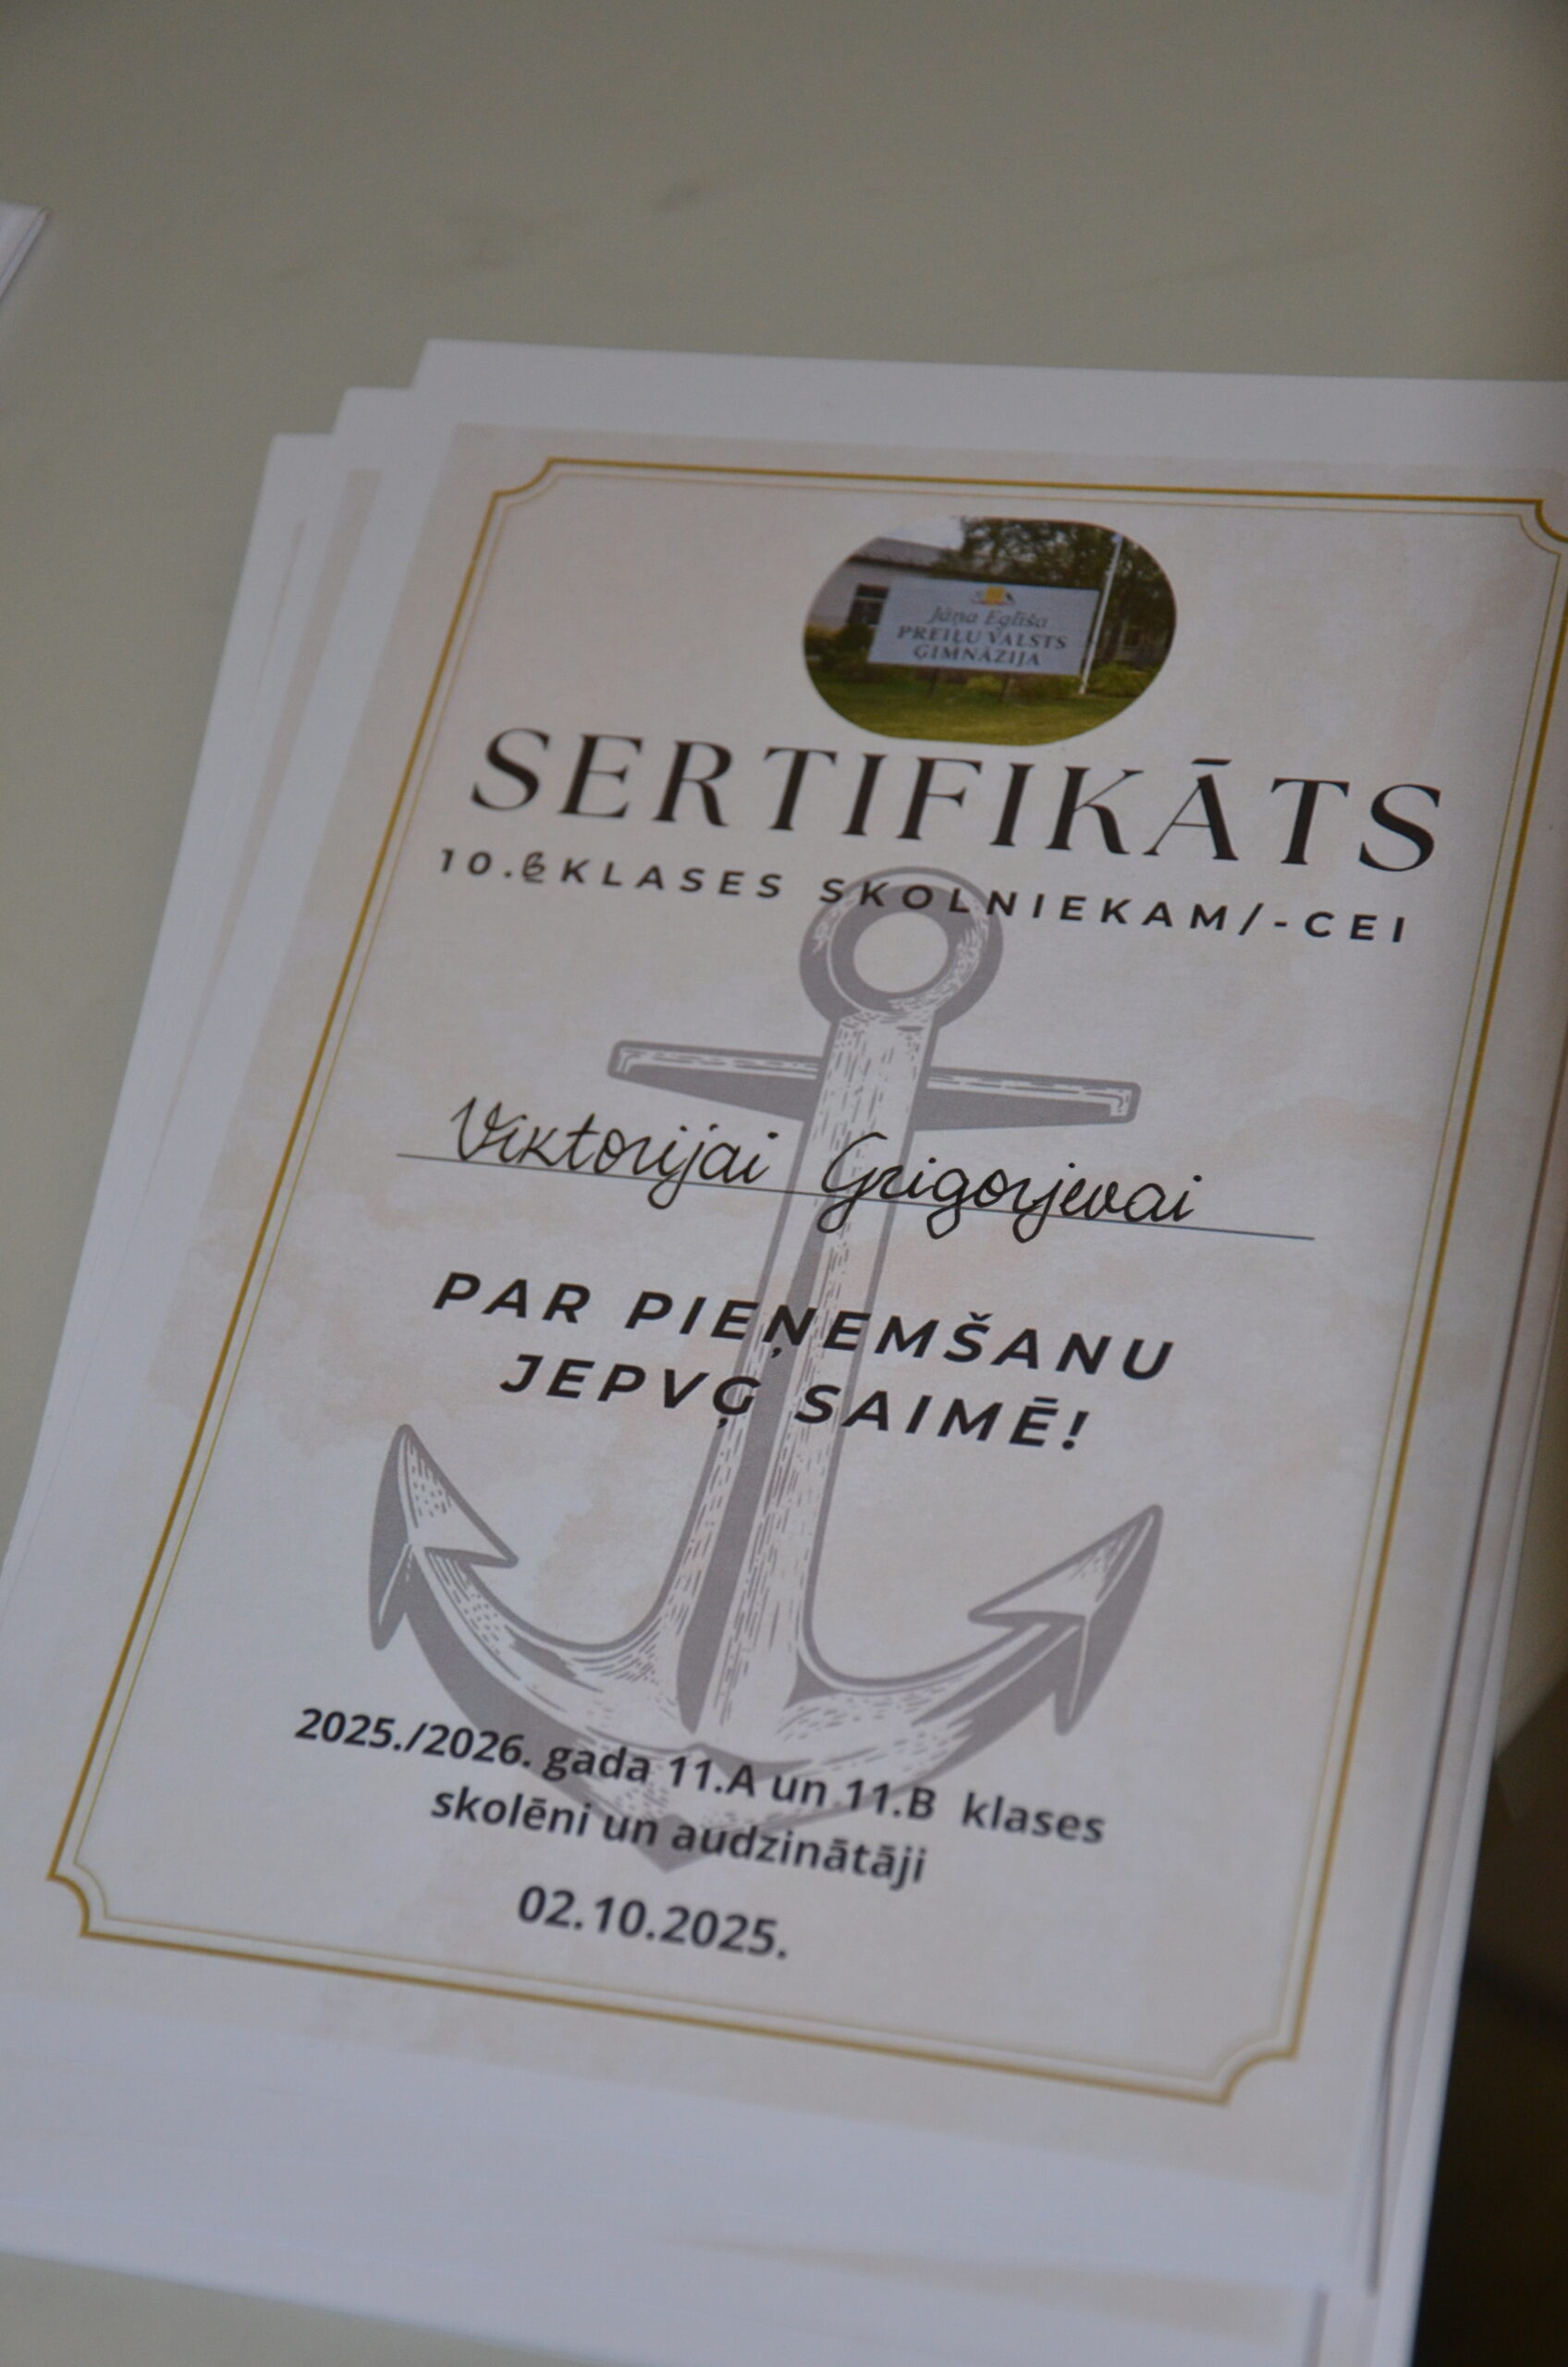 Jāņa Eglīša
PREIĻU VALSTS
ĢIMNĀZIJA
SERTIFIKĀTS
10.B KLASES SKOLNIEKAM/-CEI
Viktorijai Grigorjevai
PAR PIEŅEMŠANU
JEPVĢ SAIMĒ!
2025./2026. gada 11.A un 11.B klases
skolēni un audzinātāji
02.10.2025.